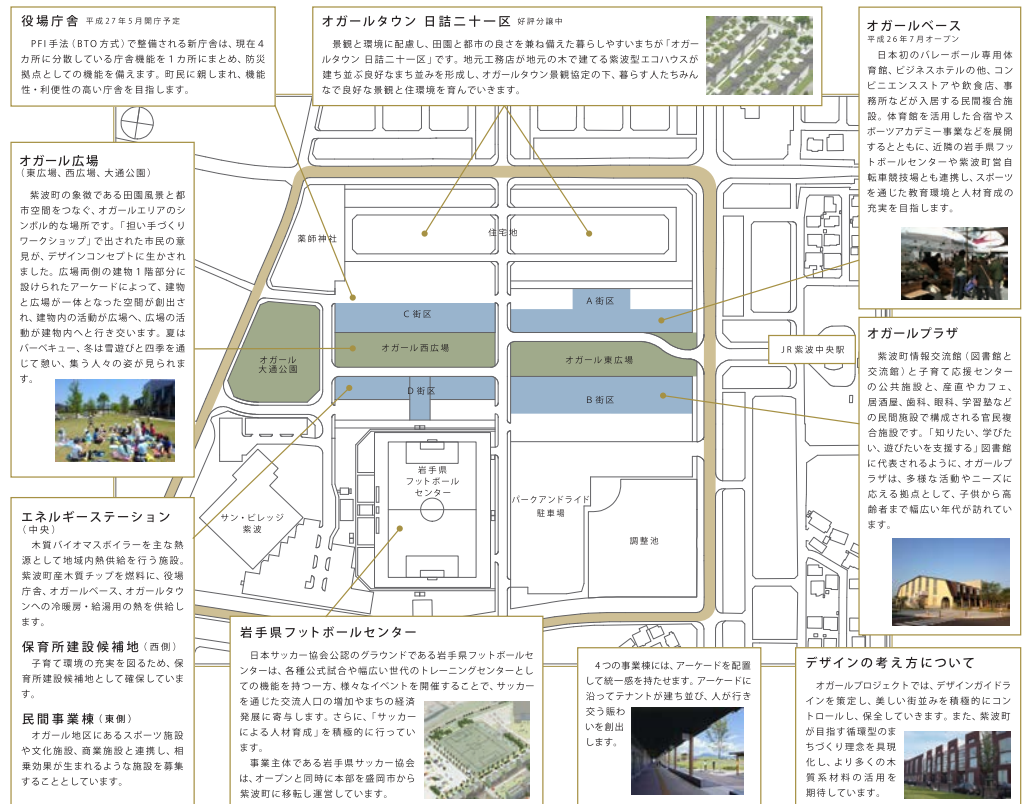 役場庁舎 平成27年5月開庁予定
PFI手法(BTO方式)で整備される新庁舎は、現在4
カ所に分散している庁舎機能を1カ所にまとめ、防災
拠点としての機能を備えます。町民に親しまれ、機能
性・利便性の高い庁舎を目指します。
オガールタウン 日詰二十一区 好評分譲中
景観と環境に配慮し、田園と都市の良さを兼ね備えた暮らしやすいまちが「オガー
ルタウン 日詰二十一区」です。地元工務店が地元の木で建てる紫波型エコハウスが
建ち並ぶ良好なまち並みを形成し、オガールタウン景観協定の下、暮らす人たちみん
なで良好な景観と住環境を育んでいきます。
オガールベース
平成26年7月オープン
日本初のバレーボール専用体
育館、ビジネスホテルの他、コン
ビニエンスストアや飲食店、事
務所などが入居する民間複合施
設。体育館を活用した合宿やス
ポーツアカデミー事業などを展開
するとともに、近隣の岩手県フッ
トボールセンターや紫波町営自
転車競技場とも連携し、スポーツ
を通じた教育環境と人材育成の
充実を目指します。
オガール広場
(東広場、西広場、大通公園)
紫波町の象徴である田園風景と都
市空間をつなぐ、オガールエリアのシ
ンボル的な場所です。「担い手づくり
ワークショップ」で出された市民の意
見が、デザインコンセプトに生かされ
ました。広場両側の建物1階部分に
設けられたアーケードによって、建物
と広場が一体となった空間が創出さ
れ、建物内の活動が広場へ、広場の活
動が建物内へと行き交います。夏は
バーベキュー、冬は雪遊びと四季を通
じて憩い、集う人々の姿が見られま
す。
薬師神社
住宅地
A街区
C街区
オガール西広場
オガール
大通公園
オガール東広場
D街区
B街区
JR紫波中央駅
岩手県
フットボール
センター
サン・ビレッジ
紫波
パークアンドライド
駐車場
調整池
オガールプラザ
紫波町情報交流館(図書館と
交流館)と子育て応援センター
の公共施設と、産直やカフェ、
居酒屋、歯科、眼科、学習塾など
の民間施設で構成される官民複
合施設です。「知りたい、学びた
い、遊びたいを支援する」図書館
に代表されるように、オガールプ
ラザは、多様な活動やニーズに
応える拠点として、子供から高
齢者まで幅広い年代が訪れてい
ます。
エネルギーステーション
(中央)
木質バイオマスボイラーを主な熱
源として地域内熱供給を行う施設。
紫波町産木質チップを燃料に、役場
庁舎、オガールベース、オガールタウ
ンへの冷暖房・給湯用の熱を供給し
ます。
保育所建設候補地(西側)
子育て環境の充実を図るため、保
育所建設候補地として確保していま
す。
民間事業棟(東側)
オガール地区にあるスポーツ施設
や文化施設、商業施設と連携し、相
乗効果が生まれるような施設を募集
することとしています。
岩手県フットボールセンター
日本サッカー協会公認のグラウンドである岩手県フットボールセ
ンターは、各種公式試合や幅広い世代のトレーニングセンターとし
ての機能を持つ一方、様々なイベントを開催することで、サッカー
を通じた交流人口の増加やまちの経済
発展に寄与します。さらに、「サッカー
による人材育成」を積極的に行ってい
ます。
事業主体である岩手県サッカー協会
は、オープンと同時に本部を盛岡市から
紫波町に移転し運営しています。
4つの事業棟には、アーケードを配置
して統一感を持たせます。アーケードに
沿ってテナントが建ち並び、人が行き
交う賑わ
いを創出
します。
デザインの考え方について
オガールプロジェクトでは、デザインガイドラ
インを策定し、美しい街並みを積極的にコン
トロールし、保全していきます。また、紫波町
が目指す循環型のま
ちづくり理念を具現
化し、より多くの木
質系材料の活用を
期待しています。